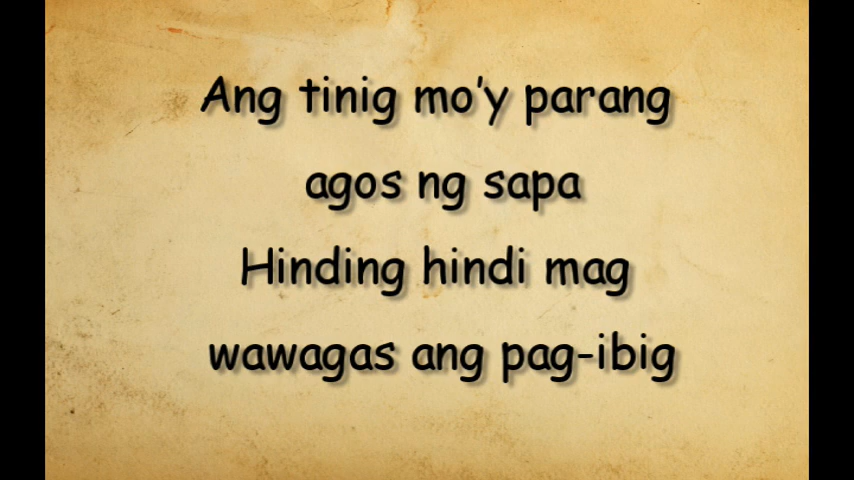 Ang tinig mo'y parang
agos ng sapa
Hinding hindi mag
wawagas ang pag-ibig